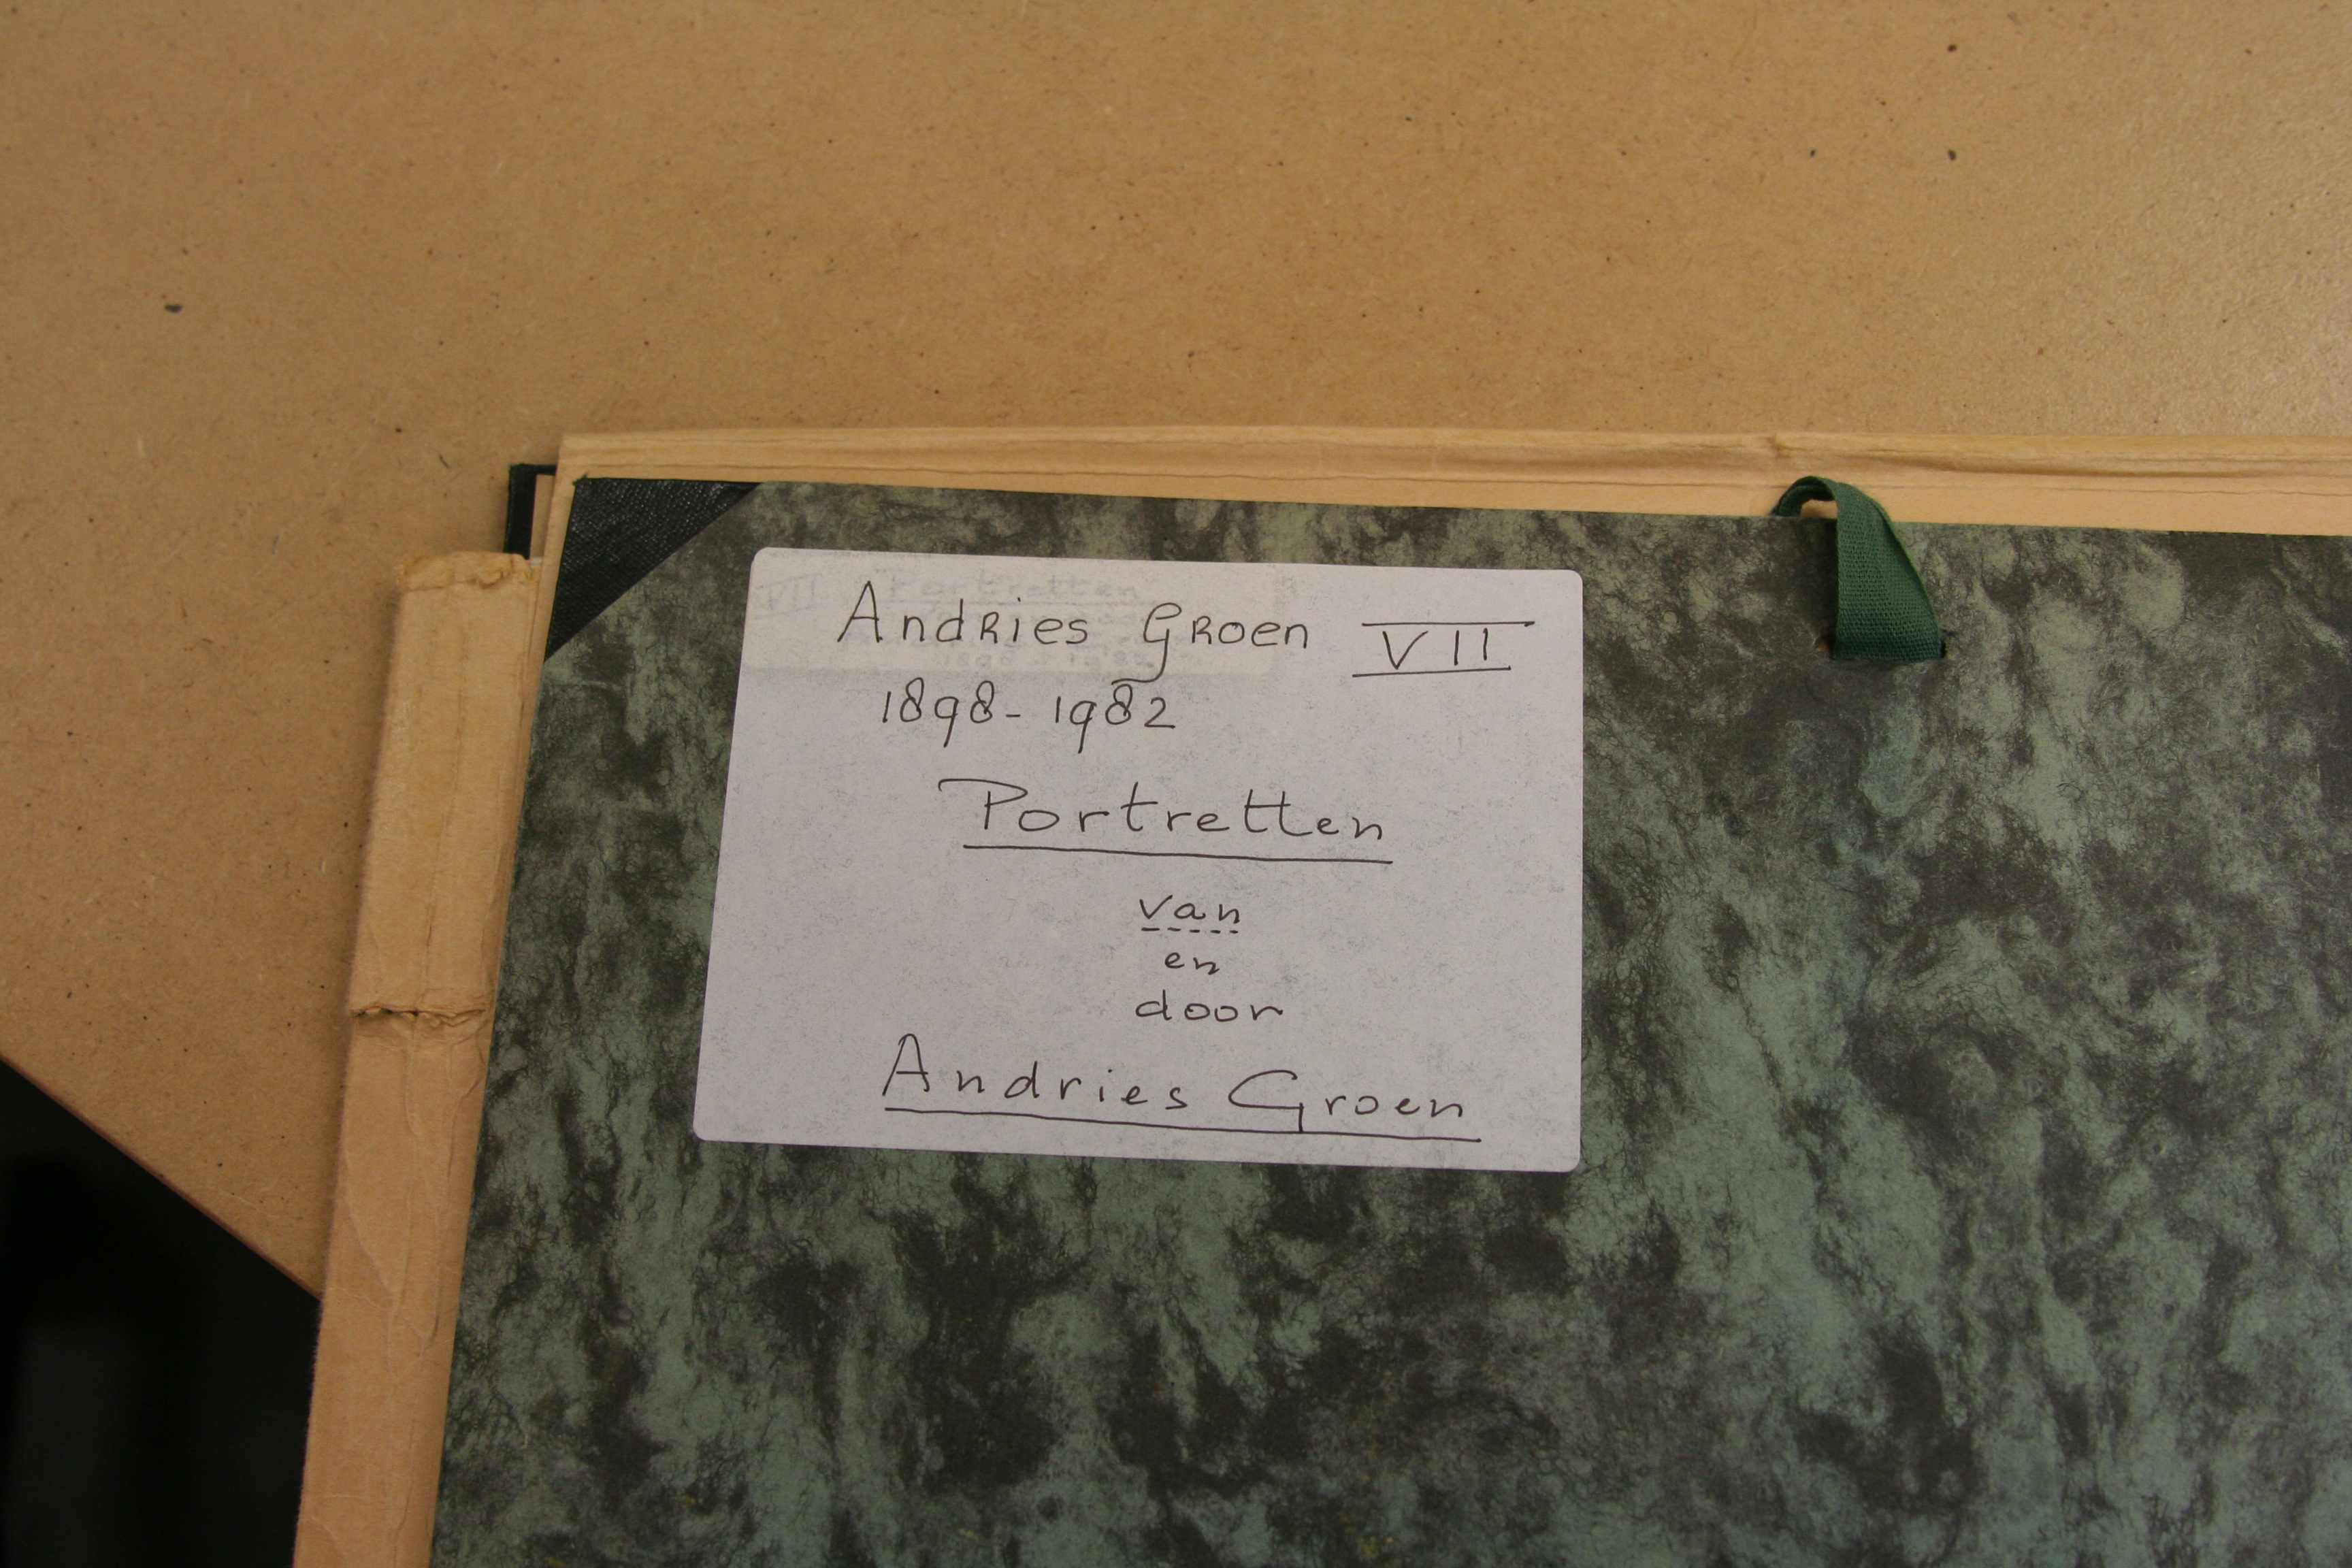 Andries Groen VII
1898-1982
Portretten
van
en
door
Andries Groen